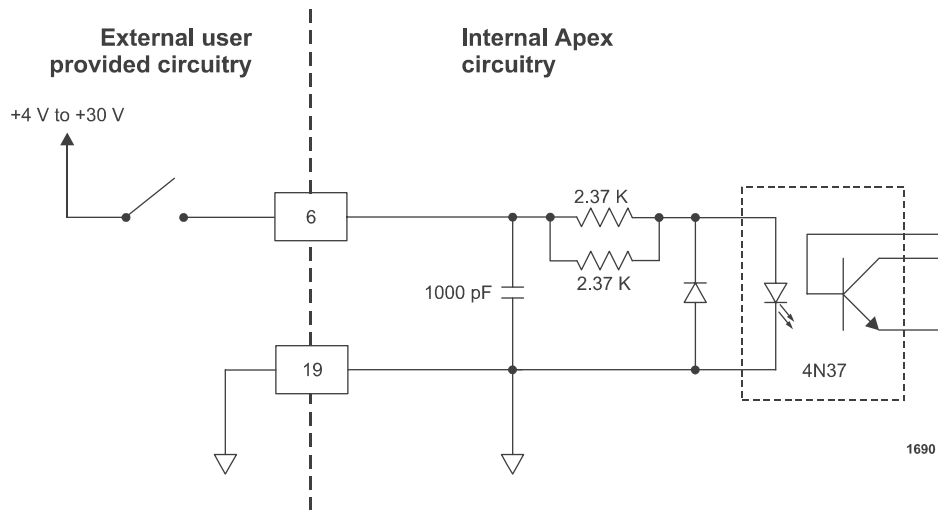 External user
provided circuitry
Internal Apex
circuitry
+4 V to +30 V
6
2.37 K
2.37 K
1000 pF
19
4N37
1690